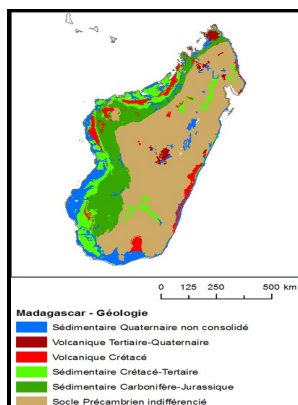 0 125 250 500 km
Madagascar - Géologie
Sédimentaire Quaternaire non consolidé
Volcanique Tertiaire-Quaternaire
Volcanique Crétacé
Sédimentaire Crétacé-Tertaire
Sédimentaire Carbonifère-Jurassique
Socle Précambrien indifférencié